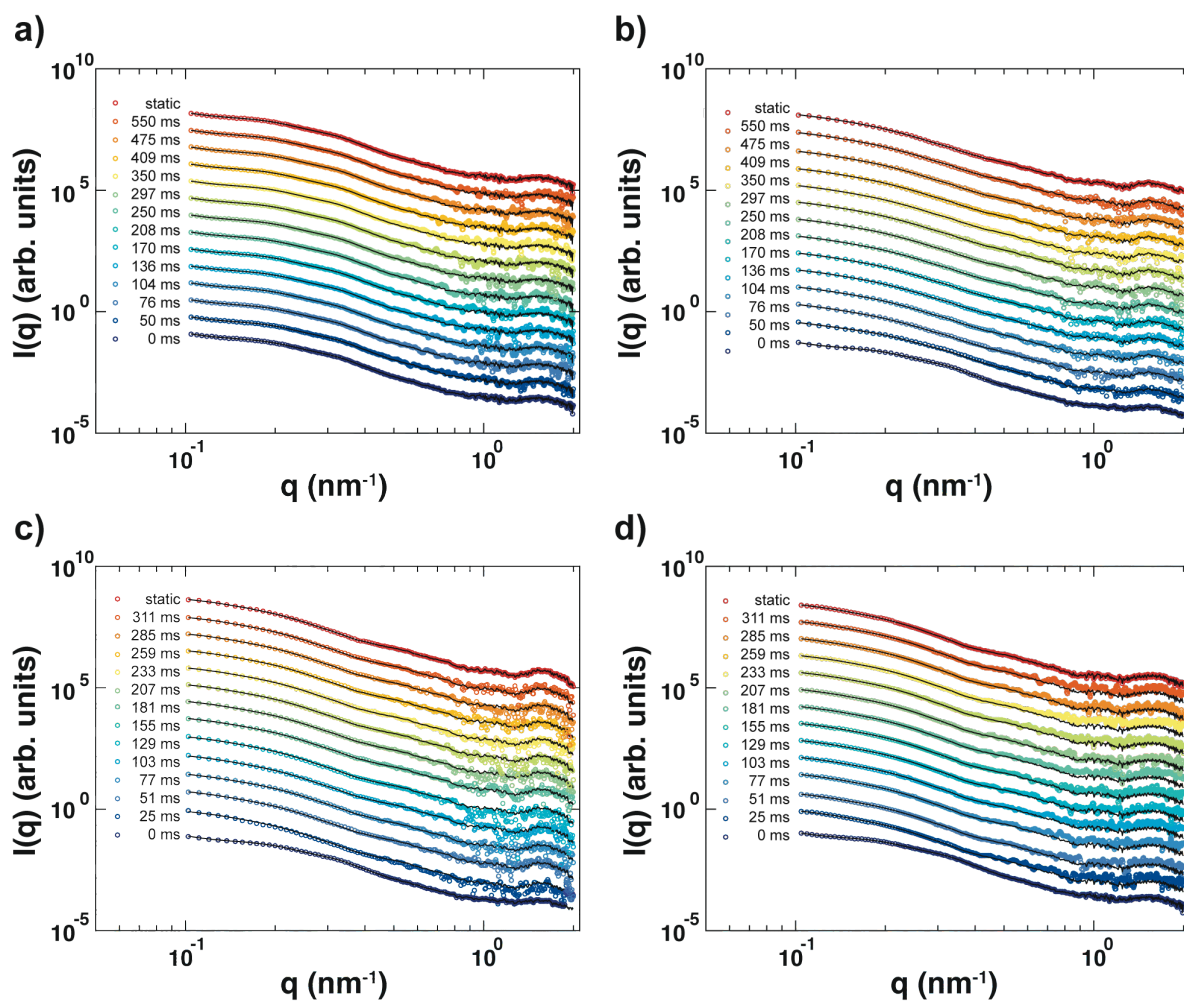 a)
I(q) (arb. units)
10^10
10^5
10^0
10^-5
static
550 ms
475 ms
409 ms
350 ms
297 ms
250 ms
208 ms
170 ms
136 ms
104 ms
76 ms
50 ms
0 ms
10^-1
10^0
q (nm^-1)
b)
I(q) (arb. units)
10^10
10^5
10^0
10^-5
static
550 ms
475 ms
409 ms
350 ms
297 ms
250 ms
208 ms
170 ms
136 ms
104 ms
76 ms
50 ms
0 ms
10^-1
10^0
q (nm^-1)
c)
I(q) (arb. units)
10^10
10^5
10^0
10^-5
static
311 ms
285 ms
259 ms
233 ms
207 ms
181 ms
155 ms
129 ms
103 ms
77 ms
51 ms
25 ms
0 ms
10^-1
10^0
q (nm^-1)
d)
I(q) (arb. units)
10^10
10^5
10^0
10^-5
static
311 ms
285 ms
259 ms
233 ms
207 ms
181 ms
155 ms
129 ms
103 ms
77 ms
51 ms
25 ms
0 ms
10^-1
10^0
q (nm^-1)